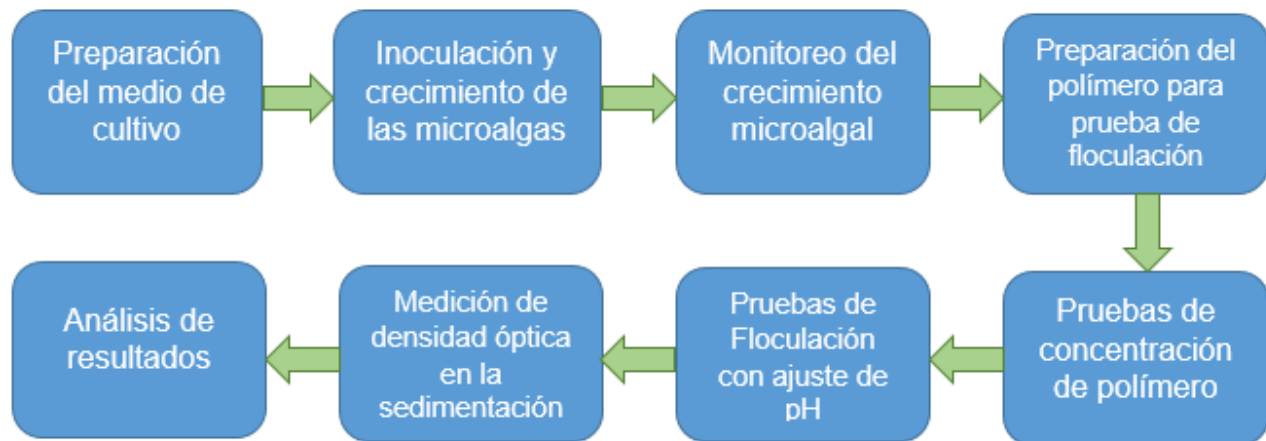 Preparación
del medio de
cultivo
Inoculación y
crecimiento de
las microalgas
Monitoreo del
crecimiento
microalgal
Preparación del
polímero para
prueba de
floculación
Pruebas de
concentración
de polímero
Pruebas de
Floculación
con ajuste de
pH
Medición de
densidad óptica
en la
sedimentación
Análisis de
resultados